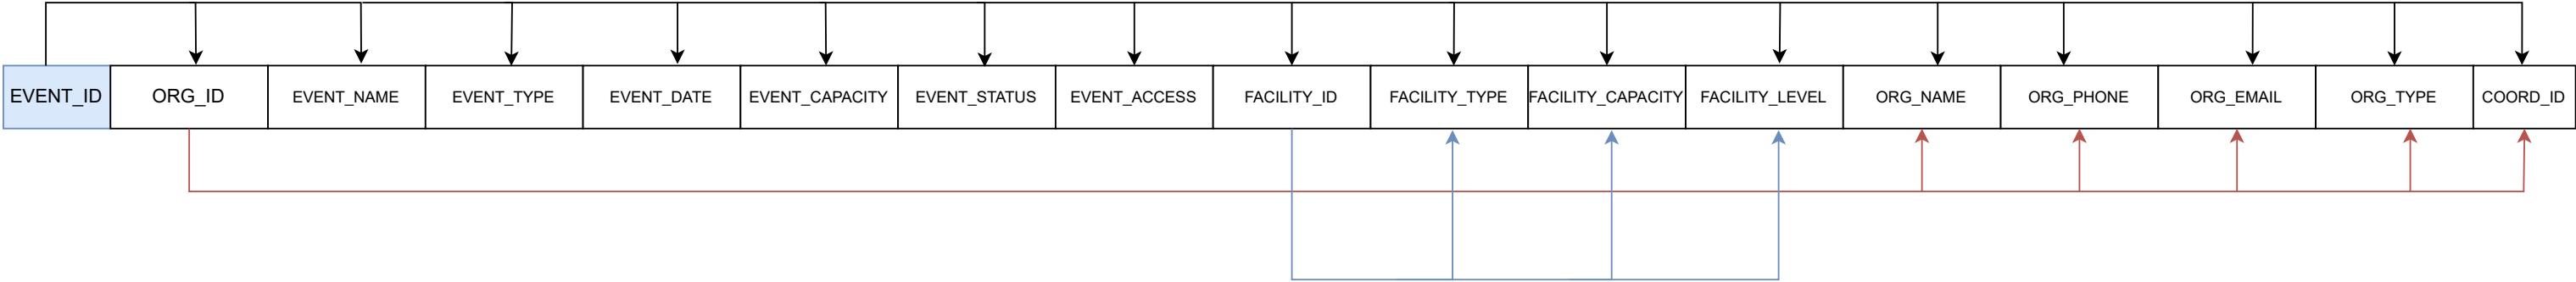 EVENT_ID ORG_ID EVENT_NAME EVENT_TYPE EVENT_DATE EVENT_CAPACITY EVENT_STATUS EVENT_ACCESS FACILITY_ID FACILITY_TYPE FACILITY_CAPACITY FACILITY_LEVEL ORG_NAME ORG_PHONE ORG_EMAIL ORG_TYPE COORD_ID